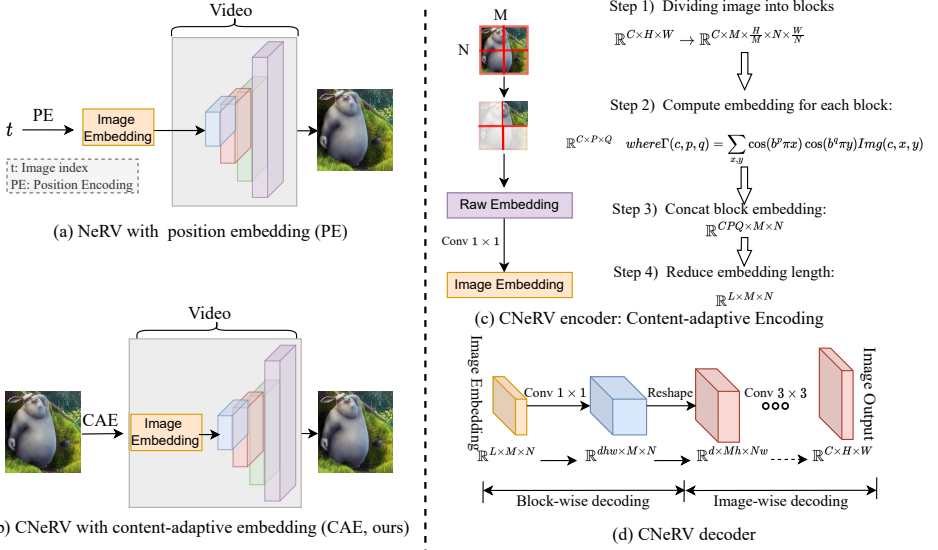 Video
t
PE
Image
Embedding
t: Image index
PE: Position Encoding
(a) NeRV with position embedding (PE)
Video
CAE
Image
Embedding
b) CNeRV with content-adaptive embedding (CAE, ours)
M
N
Raw Embedding
Conv 1 × 1
Image Embedding
Step 1) Dividing image into blocks
ℝ^{C×H×W} → ℝ^{C×M×\frac{H}{M}×N×\frac{W}{N}}
Step 2) Compute embedding for each block:
ℝ^{C×P×Q} whereΓ(c, p, q) = ∑_{x,y} cos(b^p πx) cos(b^q πy)Img(c, x, y)
Step 3) Concat block embedding:
ℝ^{CPQ×M×N}
Step 4) Reduce embedding length:
ℝ^{L×M×N}
(c) CNeRV encoder: Content-adaptive Encoding
Image Embedding
Conv 1 × 1
Reshape
Conv 3 × 3
Image Output
ℝ^{L×M×N} → ℝ^{dhw×M×N} → ℝ^{d×Mh×Nw} ⇢ ℝ^{C×H×W}
Block-wise decoding
Image-wise decoding
(d) CNeRV decoder